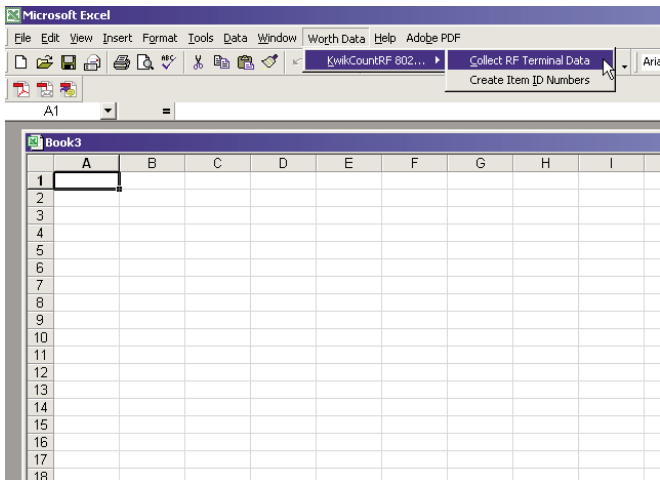 Microsoft Excel
File Edit View Insert Format Tools Data Window Worth Data Help Adobe PDF
ABC KwikCountRF 802... Collect RF Terminal Data
Create Item ID Numbers
A1 =
Book3
A B C D E F G H I
1
2
3
4
5
6
7
8
9
10
11
12
13
14
15
16
17
18